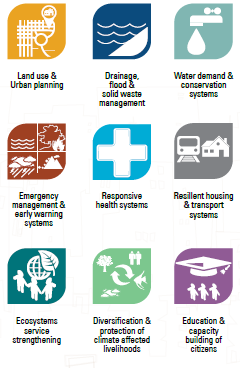 Land use &
Urban planning
Drainage,
flood &
solid waste
management
Water demand &
conservation
systems
Emergency
management &
early warning
systems
Responsive
health systems
Resilient housing
& transport
systems
Ecosystems
service
strengthening
Diversification &
protection of
climate affected
livelihoods
Education &
capacity
building of
citizens